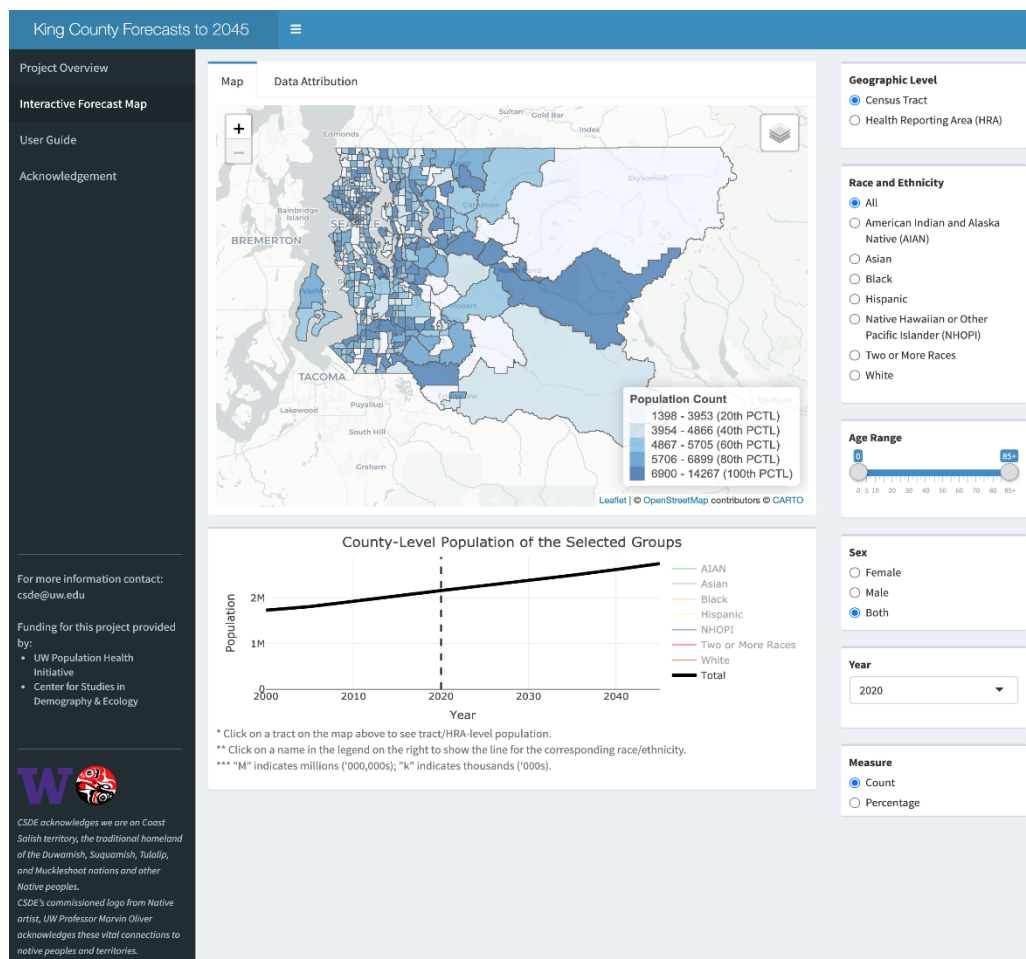 King County Forecasts to 2045
Project Overview
Interactive Forecast Map
User Guide
Acknowledgement
For more information contact:
csde@uw.edu
Funding for this project provided
by:
• UW Population Health
Initiative
• Center for Studies in
Demography & Ecology
W
CSDE acknowledges we are on Coast
Salish territory, the traditional homeland
of the Duwamish, Suquamish, Tulalip,
and Muckleshoot nations and other
Native peoples.
CSDE's commissioned logo from Native
artist, UW Professor Marvin Oliver
acknowledges these vital connections to
native peoples and territories.
Map
Data Attribution
+
−
Sultan
Gold Bar
Index
Edmonds
Skykomish
Duvall
Carnation
Bainbridge
Island
SEATTLE
BREMERTON
North Bend
Vashon
Hobart
TACOMA
Lakewood
Puyallup
South Hill
Graham
Population Count
1398 - 3953 (20th PCTL)
3954 - 4866 (40th PCTL)
4867 - 5705 (60th PCTL)
5706 - 6899 (80th PCTL)
6900 - 14267 (100th PCTL)
Leaflet | © OpenStreetMap contributors © CARTO
County-Level Population of the Selected Groups
Population
2M
1M
0
2000
2010
2020
2030
2040
Year
AIAN
Asian
Black
Hispanic
NHOPI
Two or More Races
White
Total
* Click on a tract on the map above to see tract/HRA-level population.
** Click on a name in the legend on the right to show the line for the corresponding race/ethnicity.
*** "M" indicates millions ('000,000s); "k" indicates thousands ('000s).
Geographic Level
Census Tract
Health Reporting Area (HRA)
Race and Ethnicity
All
American Indian and Alaska
Native (AIAN)
Asian
Black
Hispanic
Native Hawaiian or Other
Pacific Islander (NHOPI)
Two or More Races
White
Age Range
0 85+
0 5 10 20 30 40 50 60 70 80 85+
Sex
Female
Male
Both
Year
2020
Measure
Count
Percentage